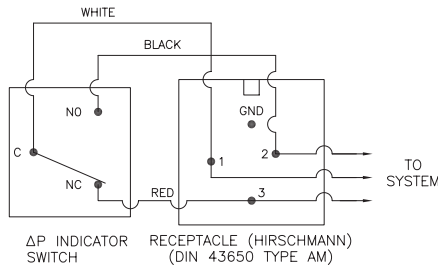 WHITE
BLACK
NO
GND
C
1
2
NC
RED
3
TO
SYSTEM
ΔP INDICATOR
SWITCH
RECEPTACLE (HIRSCHMANN)
(DIN 43650 TYPE AM)